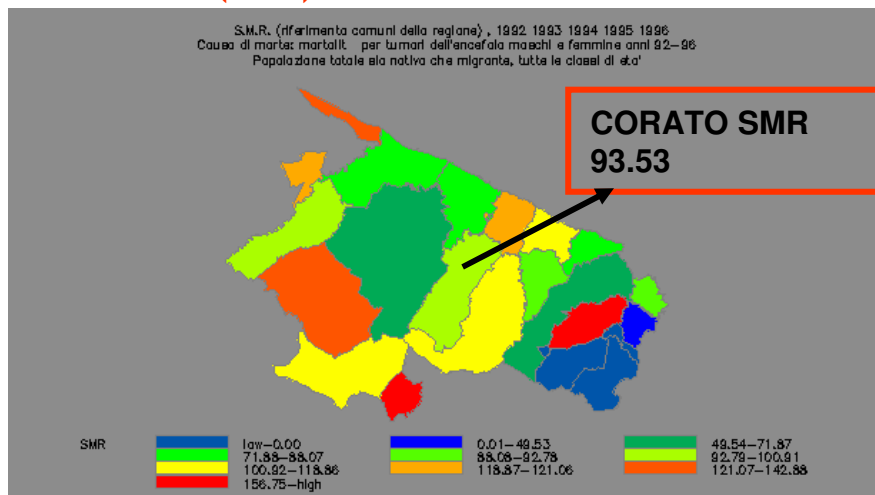 S.M.R. (riferimento comuni della regione) , 1992 1993 1994 1995 1996
Causa di morte: mortalit per tumori dell'encefalo maschi e femmine anni 92-96
Popolazione totale sia nativa che migrante, tutte le classi di eta'
CORATO SMR
93.53
SMR
low-0.00
0.01-49.53
49.54-71.87
71.88-88.07
88.08-92.78
92.79-100.91
100.92-118.86
118.87-121.06
121.07-142.88
156.75-high